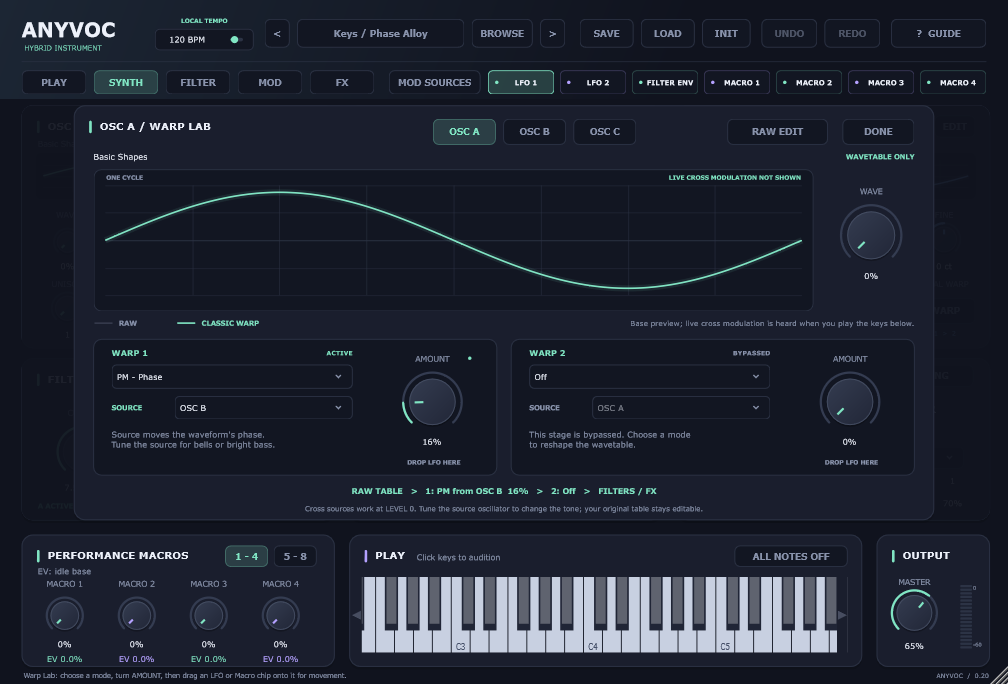 ANYVOC
HYBRID INSTRUMENT
LOCAL TEMPO
120 BPM
<
Keys / Phase Alloy
BROWSE
>
SAVE
LOAD
INIT
UNDO
REDO
? GUIDE
PLAY
SYNTH
FILTER
MOD
FX
MOD SOURCES
LFO 1
LFO 2
FILTER ENV
MACRO 1
MACRO 2
MACRO 3
MACRO 4
OSC A / WARP LAB
OSC A
OSC B
OSC C
RAW EDIT
DONE
Basic Shapes
WAVETABLE ONLY
ONE CYCLE
LIVE CROSS MODULATION NOT SHOWN
WAVE
0%
RAW
CLASSIC WARP
Base preview; live cross modulation is heard when you play the keys below.
WARP 1
ACTIVE
PM - Phase
SOURCE
OSC B
Source moves the waveform's phase.
Tune the source for bells or bright bass.
AMOUNT
16%
DROP LFO HERE
WARP 2
BYPASSED
Off
SOURCE
OSC A
This stage is bypassed. Choose a mode
to reshape the wavetable.
AMOUNT
0%
DROP LFO HERE
RAW TABLE > 1: PM from OSC B 16% > 2: Off > FILTERS / FX
Cross sources work at LEVEL 0. Tune the source oscillator to change the tone; your original table stays editable.
PERFORMANCE MACROS
1 - 4
5 - 8
EV: idle base
MACRO 1
MACRO 2
MACRO 3
MACRO 4
0%
0%
0%
0%
EV 0.0%
EV 0.0%
EV 0.0%
EV 0.0%
PLAY
Click keys to audition
ALL NOTES OFF
C3
C4
C5
OUTPUT
MASTER
65%
0
-60
Warp Lab: choose a mode, turn AMOUNT, then drag an LFO or Macro chip onto it for movement.
ANYVOC / 0.20